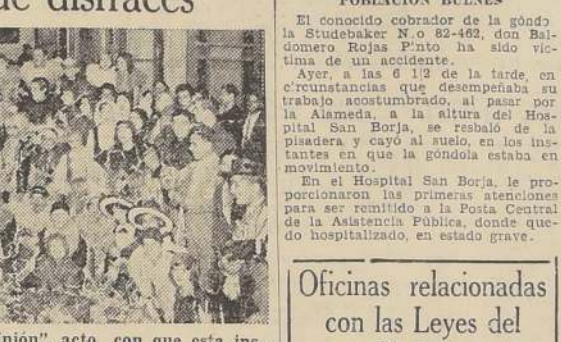 de disfraces
POBLACION BULNES
El conocido cobrador de la góndo
la Studebaker N.o 82-462, don Bal-
domero Rojas Pinto ha sido víc-
tima de un accidente.
Ayer, a las 6 1|2 de la tarde, en
circunstancias que desempeñaba su
trabajo acostumbrado, al pasar por
la Alameda, a la altura del Hos-
pital San Borja, se resbaló de la
pisadera y cayó al suelo, en los ins-
tantes en que la góndola estaba en
movimiento.
En el Hospital San Borja, le pro-
porcionaron las primeras atenciones
para ser remitido a la Posta Central
de la Asistencia Pública, donde que-
do hospitalizado, en estado grave.
Oficinas relacionadas
con las Leyes del
acto con que esta ins-